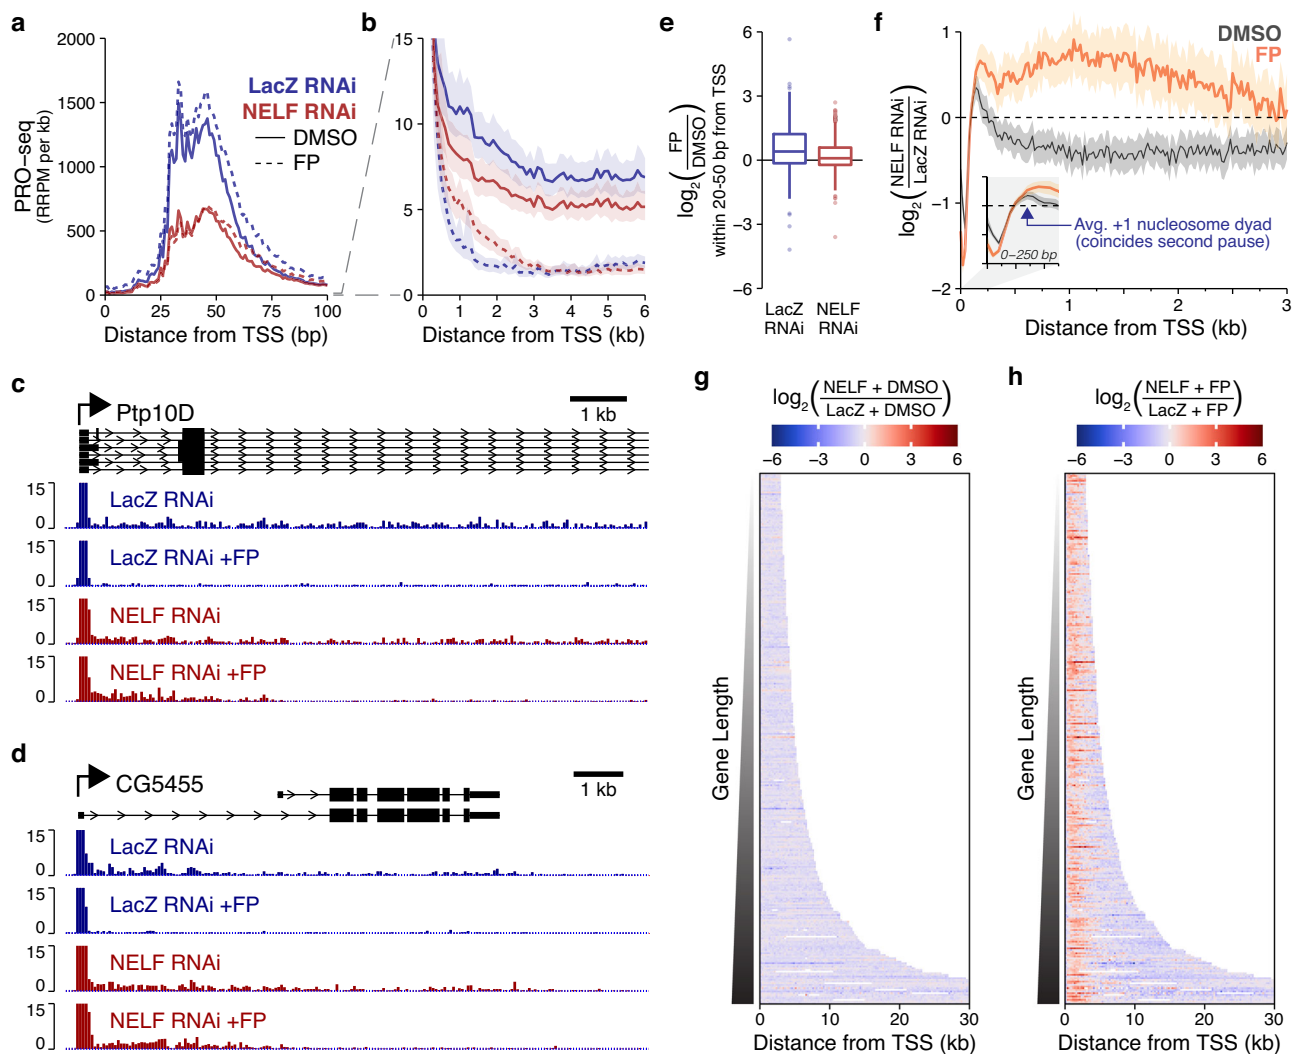 a
2000
1500
1000
500
0
PRO−seq
(RRPM per kb)
LacZ RNAi
NELF RNAi
DMSO
FP
0 25 50 75 100
Distance from TSS (bp)
b
15
10
5
0
0 1 2 3 4 5 6
Distance from TSS (kb)
e
6
3
0
−3
−6
log2(FP/DMSO)
within 20-50 bp from TSS
LacZ RNAi
NELF RNAi
f
1
0
−1
−2
log2(NELF RNAi/LacZ RNAi)
DMSO
FP
Avg. +1 nucleosome dyad
(coincides second pause)
0−250 bp
0 1 2 3
Distance from TSS (kb)
c
Ptp10D
1 kb
15
0
LacZ RNAi
15
0
LacZ RNAi +FP
15
0
NELF RNAi
15
0
NELF RNAi +FP
d
CG5455
1 kb
15
0
LacZ RNAi
15
0
LacZ RNAi +FP
15
0
NELF RNAi
15
0
NELF RNAi +FP
g
log2(NELF + DMSO/LacZ + DMSO)
−6 −3 0 3 6
Gene Length
0 10 20 30
Distance from TSS (kb)
h
log2(NELF + FP/LacZ + FP)
−6 −3 0 3 6
Gene Length
0 10 20 30
Distance from TSS (kb)